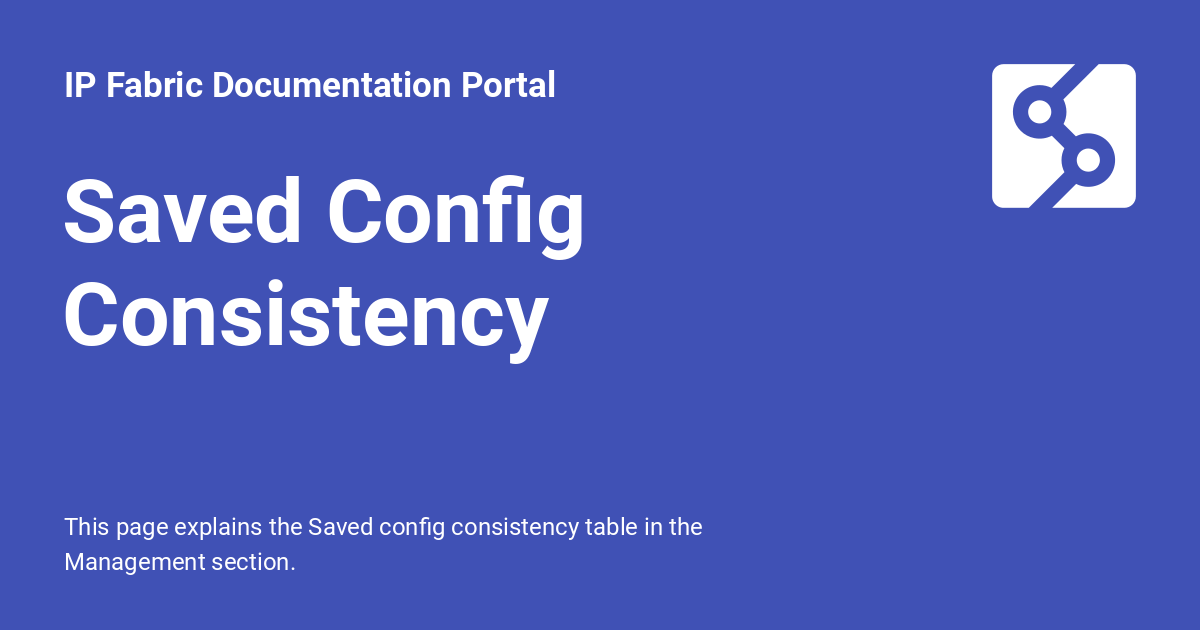 IP Fabric Documentation Portal
Saved Config
Consistency
This page explains the Saved config consistency table in the
Management section.